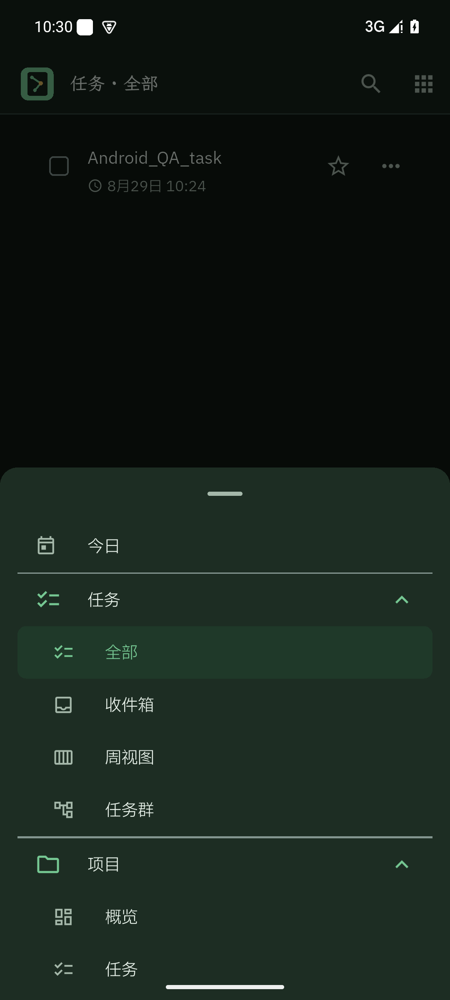 10:30
3G
任务·全部
Android_QA_task
8月29日 10:24
今日
任务
全部
收件箱
周视图
任务群
项目
概览
任务